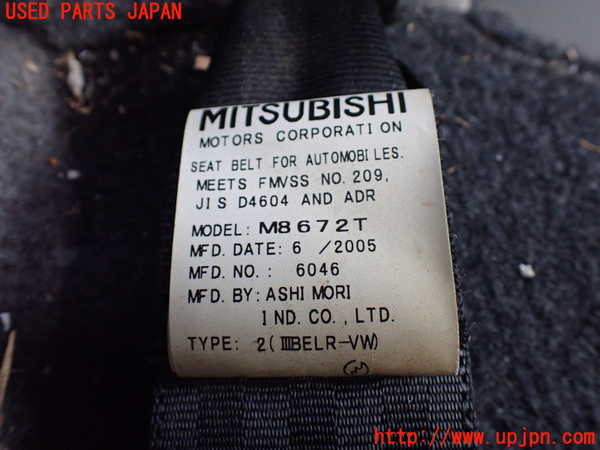 USED PARTS JAPAN
MITSUBISHI
MOTORS CORPORATION
SEAT BELT FOR AUTOMOBILES.
MEETS FMVSS NO. 209,
JIS D4604 AND ADR
MODEL: M8672T
MFD. DATE: 6 /2005
MFD. NO.: 6046
MFD. BY: ASHIMORI
IND. CO., LTD.
TYPE: 2(ⅢBELR-VW)
http://www.upjpn.com/